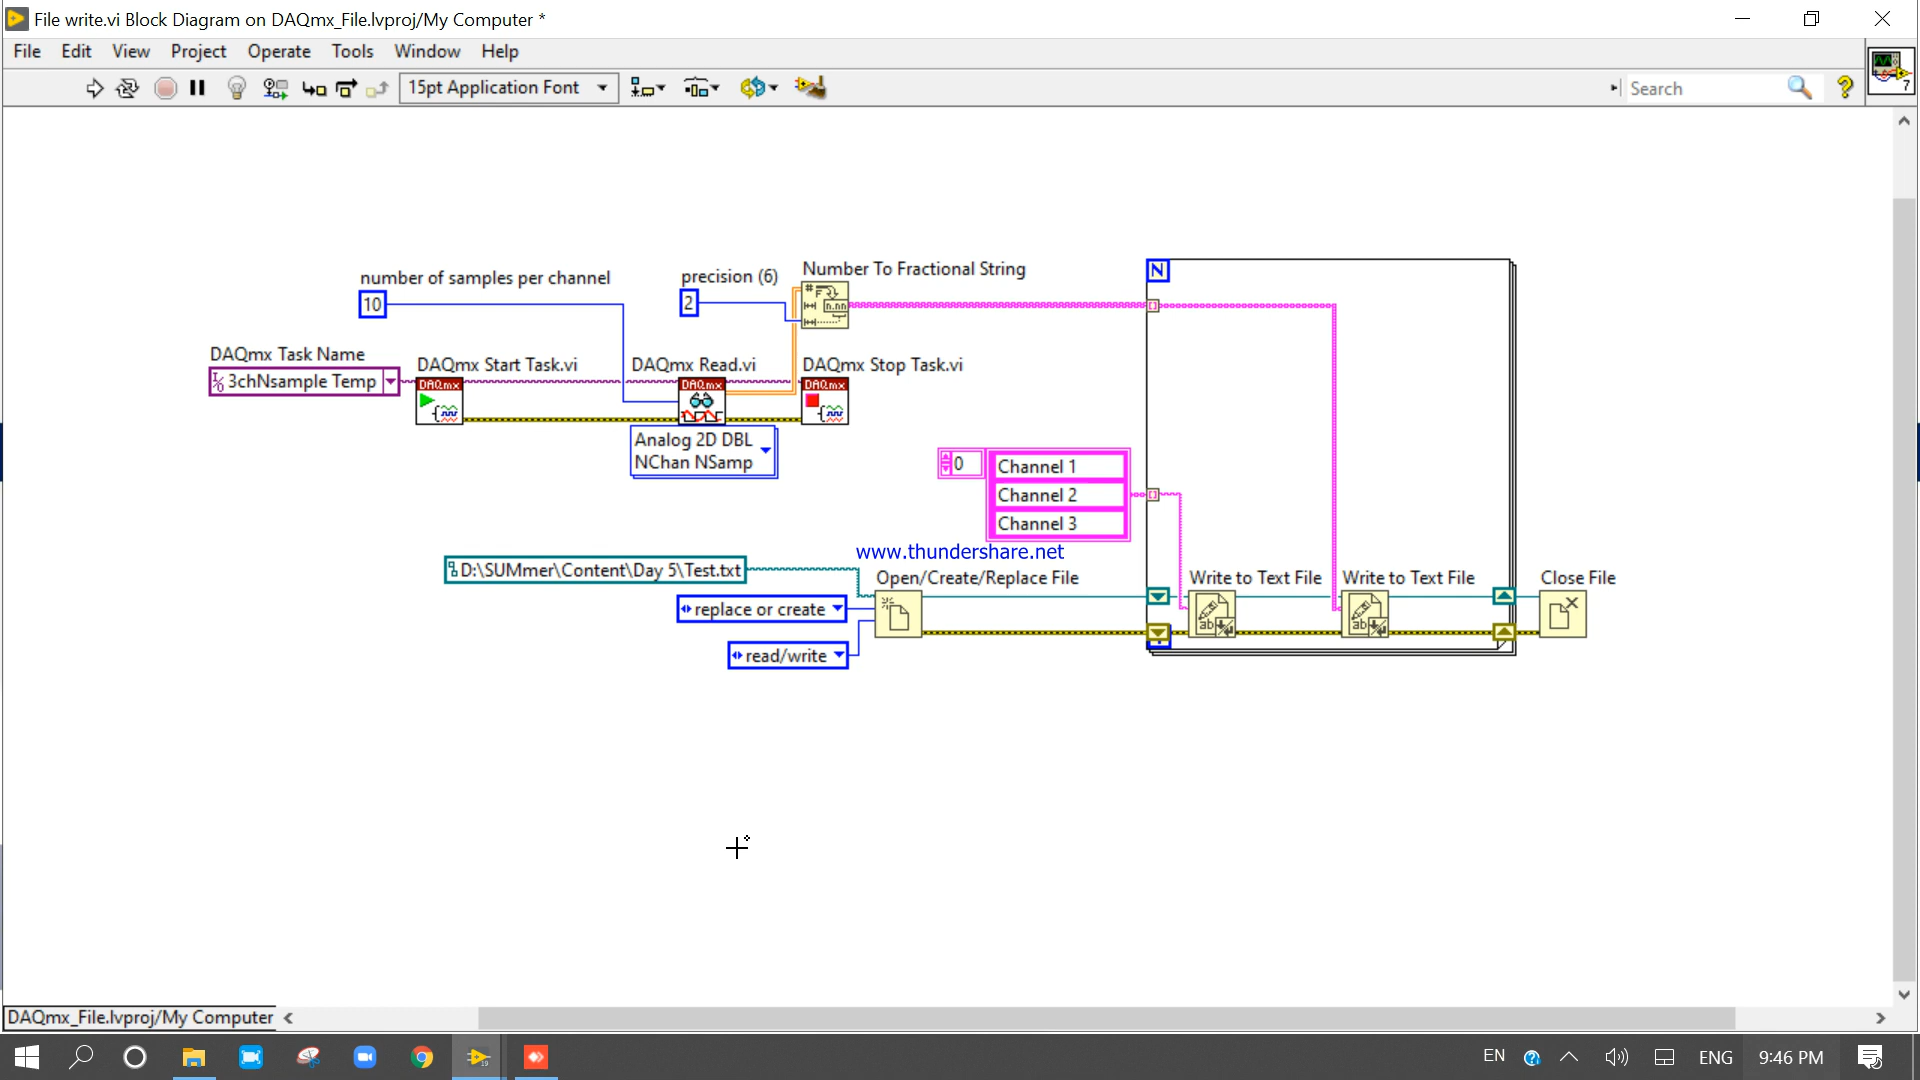 File write.vi Block Diagram on DAQmx_File.lvproj/My Computer *
File Edit View Project Operate Tools Window Help
15pt Application Font
Search
?
7
number of samples per channel
10
precision (6)
2
Number To Fractional String
DAQmx Task Name
3chNsample Temp
DAQmx Start Task.vi
DAQmx Read.vi
DAQmx Stop Task.vi
DAQmx
DAQmx
DAQmx
Analog 2D DBL
NChan NSamp
N
0
Channel 1
Channel 2
Channel 3
www.thundershare.net
D:\SUMmer\Content\Day 5\Test.txt
Open/Create/Replace File
replace or create
read/write
Write to Text File
Write to Text File
Close File
DAQmx_File.lvproj/My Computer
EN
ENG
9:46 PM